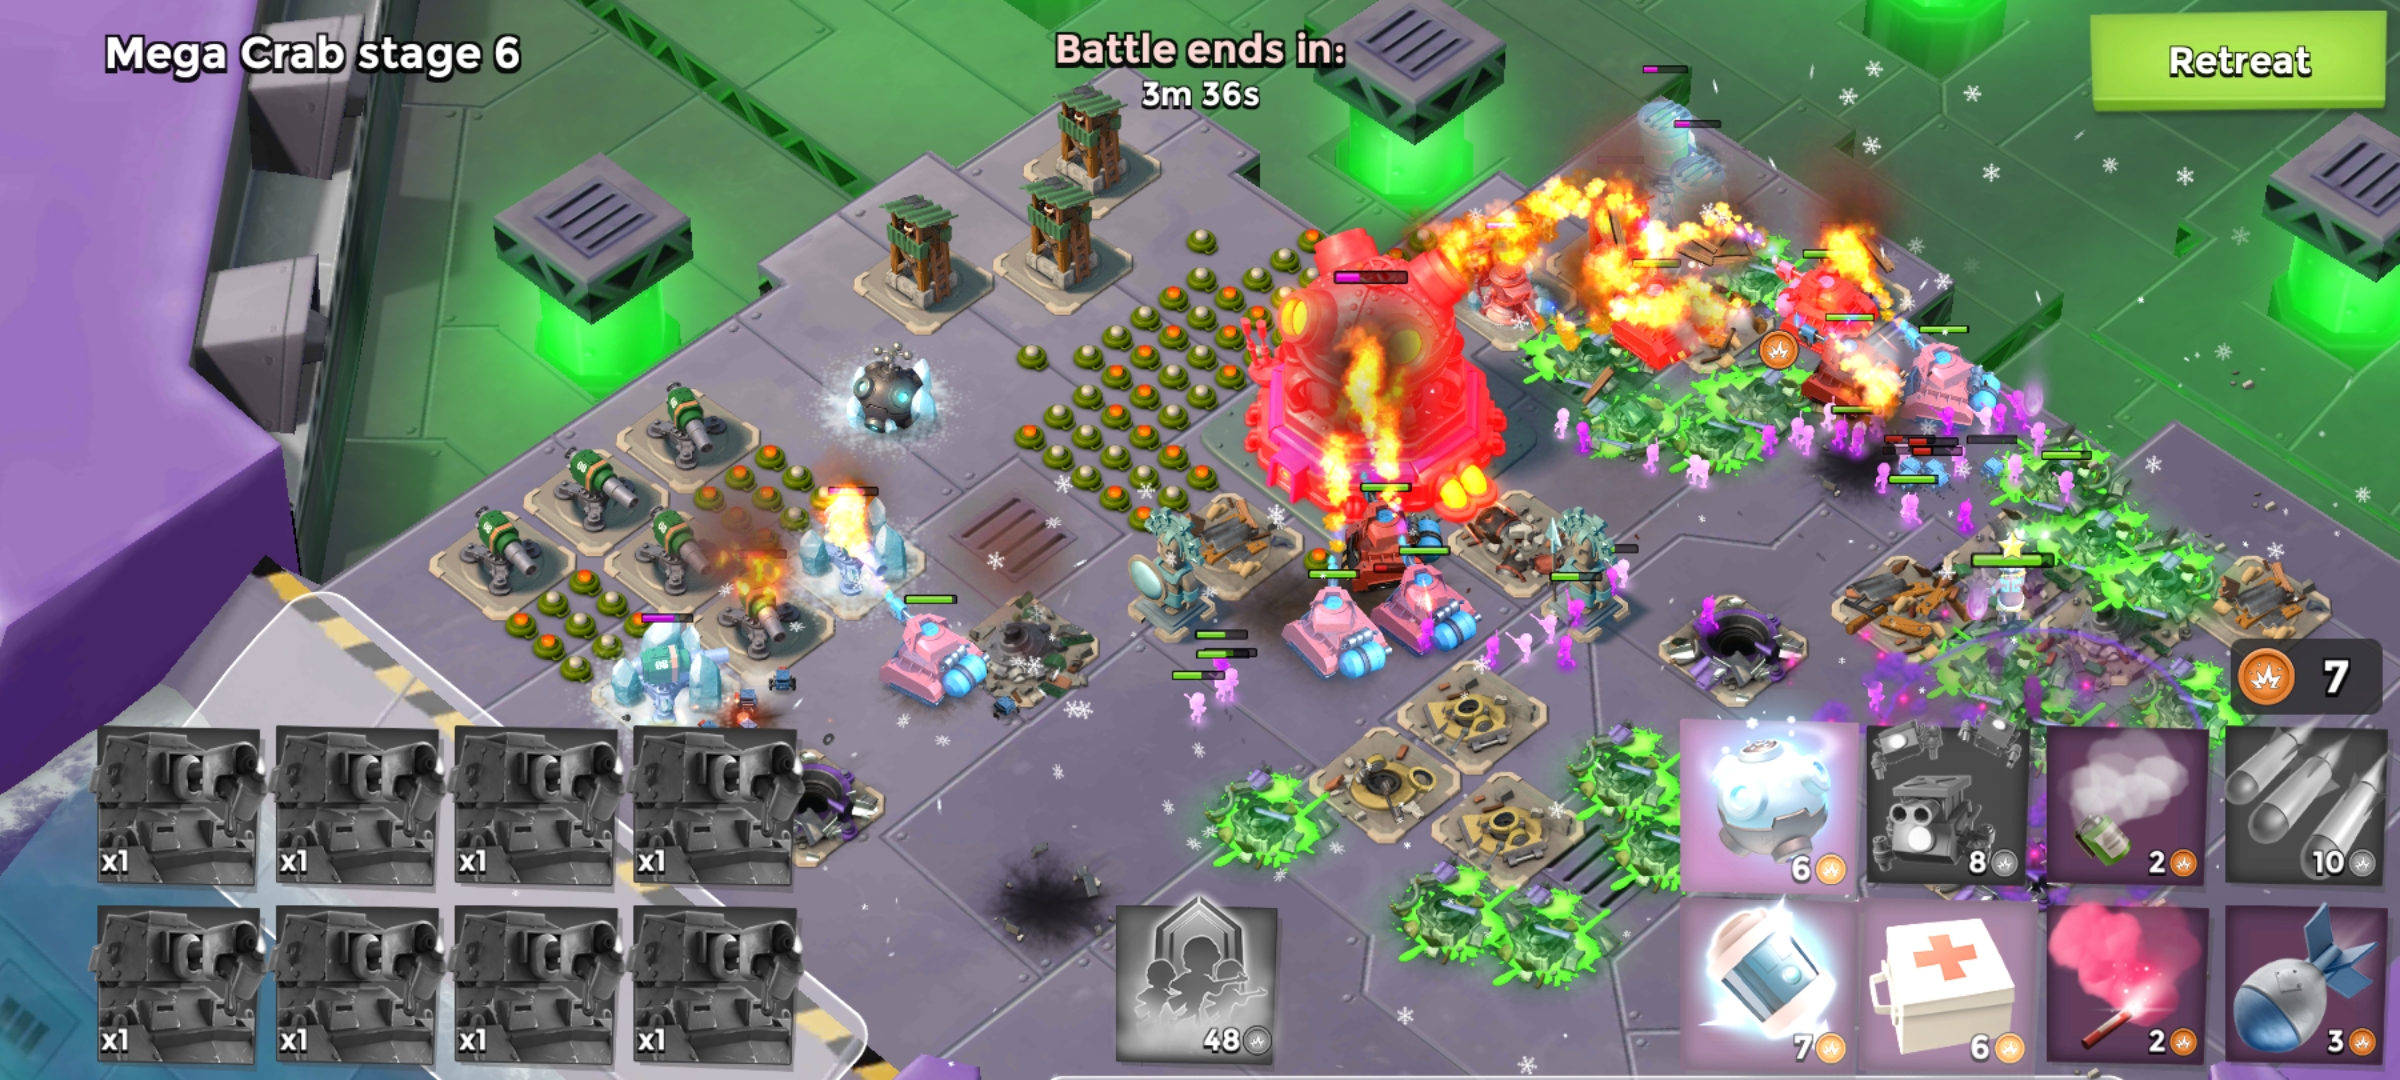 Mega Crab stage 6
Battle ends in:
3m 36s
Retreat
7
x1
x1
x1
x1
6
8
2
10
x1
x1
x1
x1
48
7
6
2
3